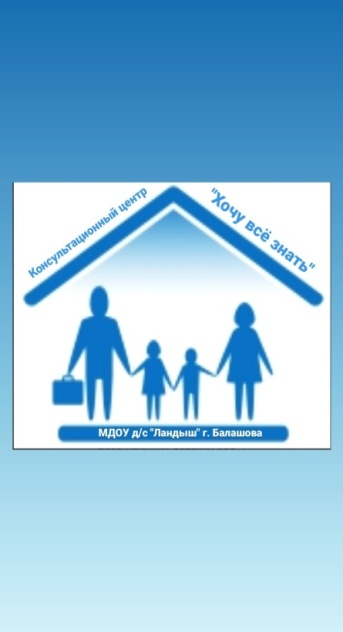 Консультационный центр
"Хочу всё знать"
МДОУ д/с "Ландыш" г. Балашова